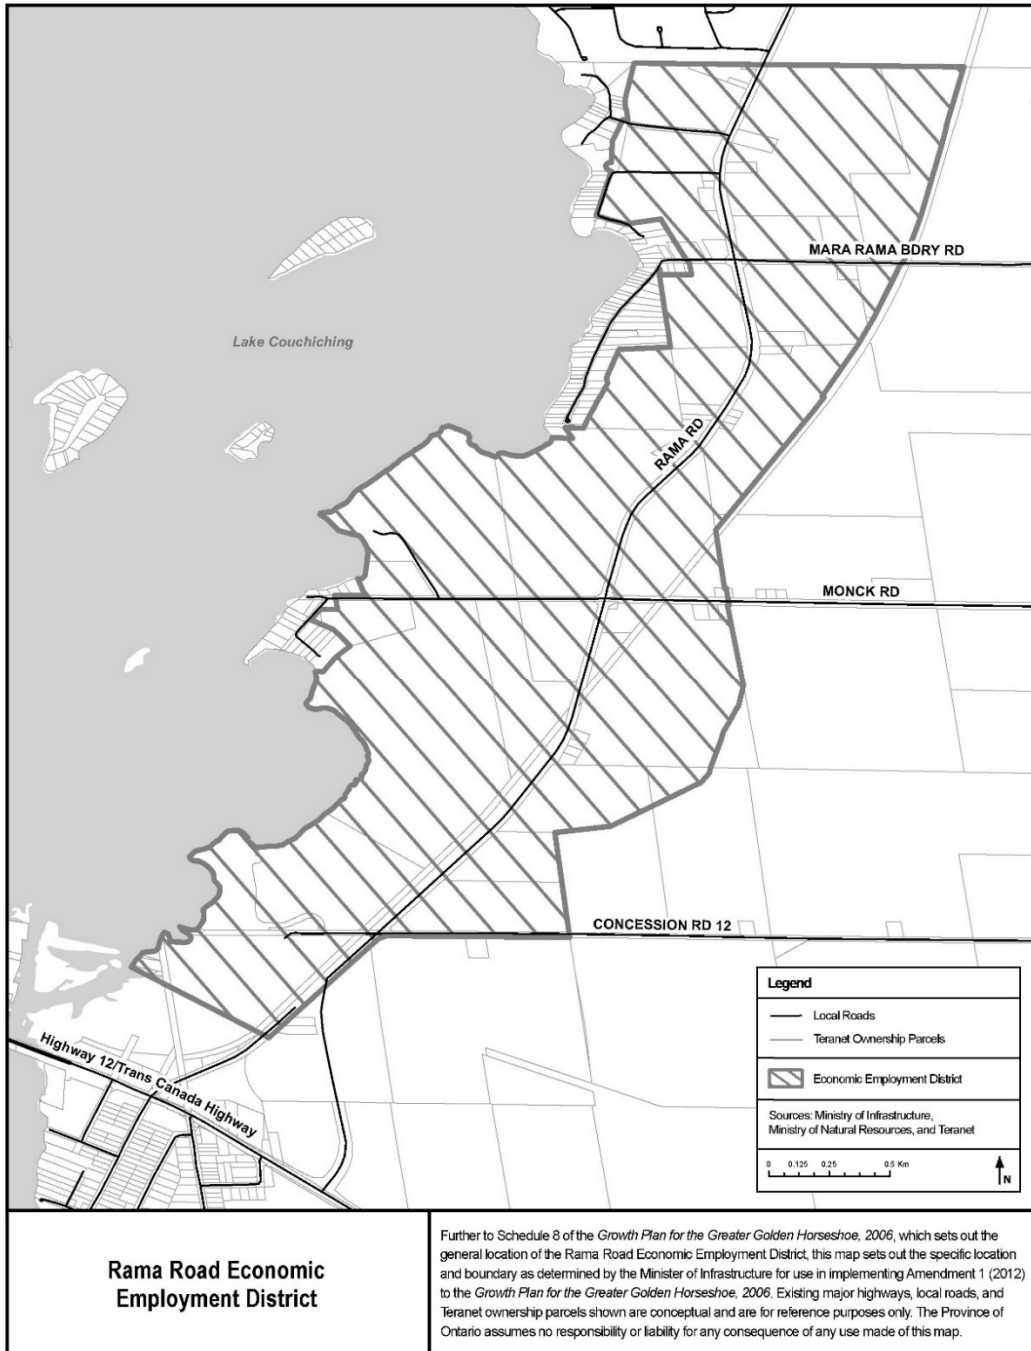 MARA RAMA BDRY RD
Lake Couchiching
RAMA RD
MONCK RD
CONCESSION RD 12
Highway 12/Trans Canada Highway
Legend
Local Roads
Teranet Ownership Parcels
Economic Employment District
Sources: Ministry of Infrastructure,
Ministry of Natural Resources, and Teranet
0 0.125 0.25 0.5 Km
N
Rama Road Economic
Employment District
Further to Schedule 8 of the Growth Plan for the Greater Golden Horseshoe, 2006, which sets out the
general location of the Rama Road Economic Employment District, this map sets out the specific location
and boundary as determined by the Minister of Infrastructure for use in implementing Amendment 1 (2012)
to the Growth Plan for the Greater Golden Horseshoe, 2006. Existing major highways, local roads, and
Teranet ownership parcels shown are conceptual and are for reference purposes only. The Province of
Ontario assumes no responsibility or liability for any consequence of any use made of this map.